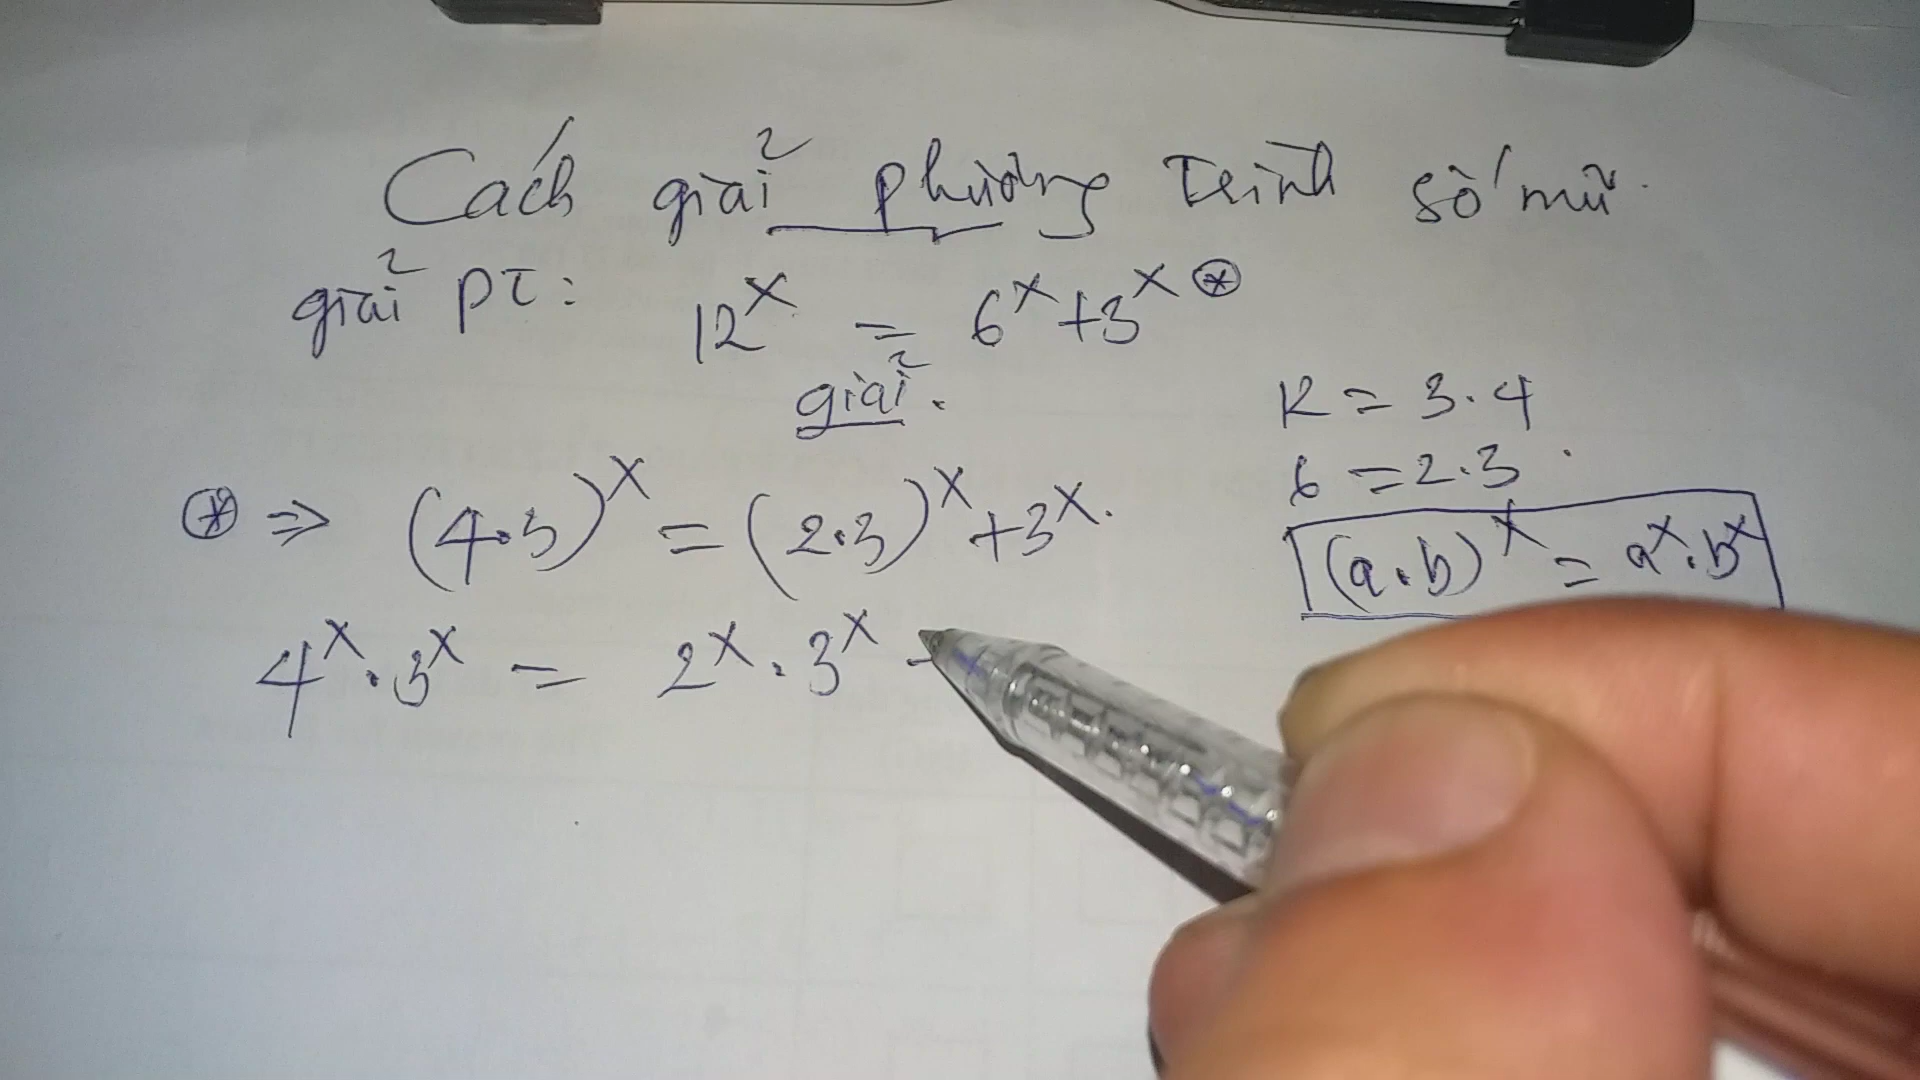 Cách giải phương trình số mũ.
giải PT: 12^x = 6^x + 3^x ⊛
giải.
12 = 3.4
6 = 2.3
(a.b)^x = a^x.b^x
⊛ => (4.3)^x = (2.3)^x + 3^x.
4^x . 3^x = 2^x . 3^x -